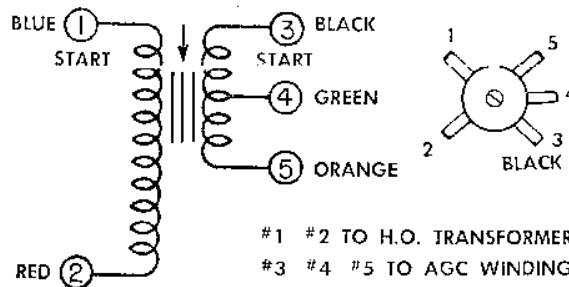 BLUE 1
START
3 BLACK
START
4 GREEN
5 ORANGE
RED 2
1
5
4
2
3
BLACK
#1 #2 TO H.O. TRANSFORMER
#3 #4 #5 TO AGC WINDING